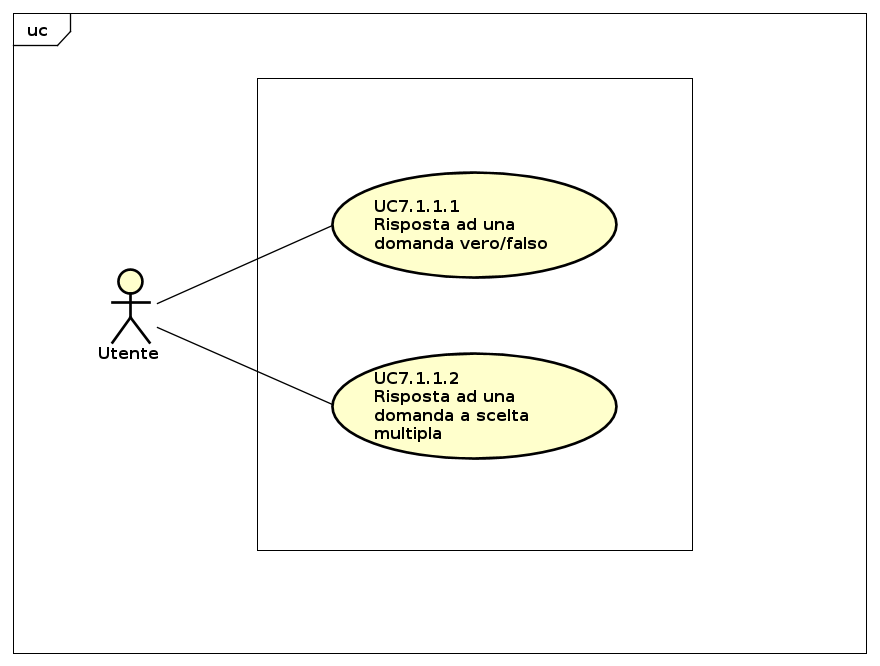 uc
UC7.1.1.1
Risposta ad una
domanda vero/falso
Utente
UC7.1.1.2
Risposta ad una
domanda a scelta
multipla